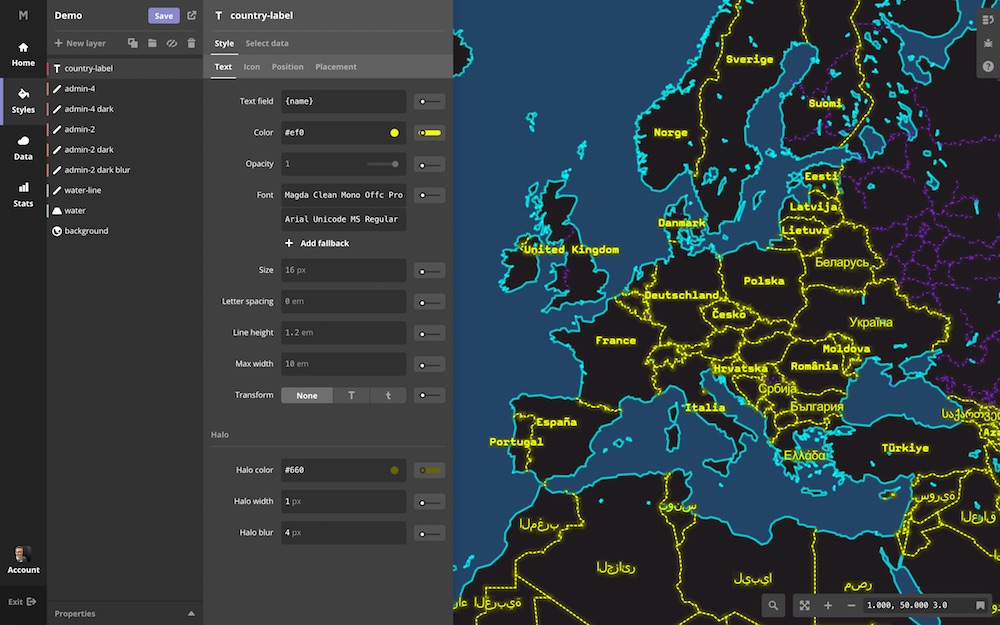 M
Demo
Save
Home
Styles
Data
Stats
Account
Exit
New layer
country-label
admin-4
admin-4 dark
admin-2
admin-2 dark
admin-2 dark blur
water-line
water
background
Properties
T country-label
Style Select data
Text Icon Position Placement
Text field {name}
Color #ef0
Opacity 1
Font Magda Clean Mono Offc Pro
Arial Unicode MS Regular
+ Add fallback
Size 16 px
Letter spacing 0 em
Line height 1.2 em
Max width 10 em
Transform None T t
Halo
Halo color #660
Halo width 1 px
Halo blur 4 px
Sverige
Suomi
Norge
Eesti
Latvija
Danmark
Lietuva
United Kingdom
Беларусь
Polska
Deutschland
Česko
Україна
France
Moldova
România
Hrvatska
Србија
Italia
България
España
Portugal
Ελλάδα
Türkiye
تونس
سورية
المغرب
الجزائر
ليبيا
مصر
1.000, 50.000 3.0